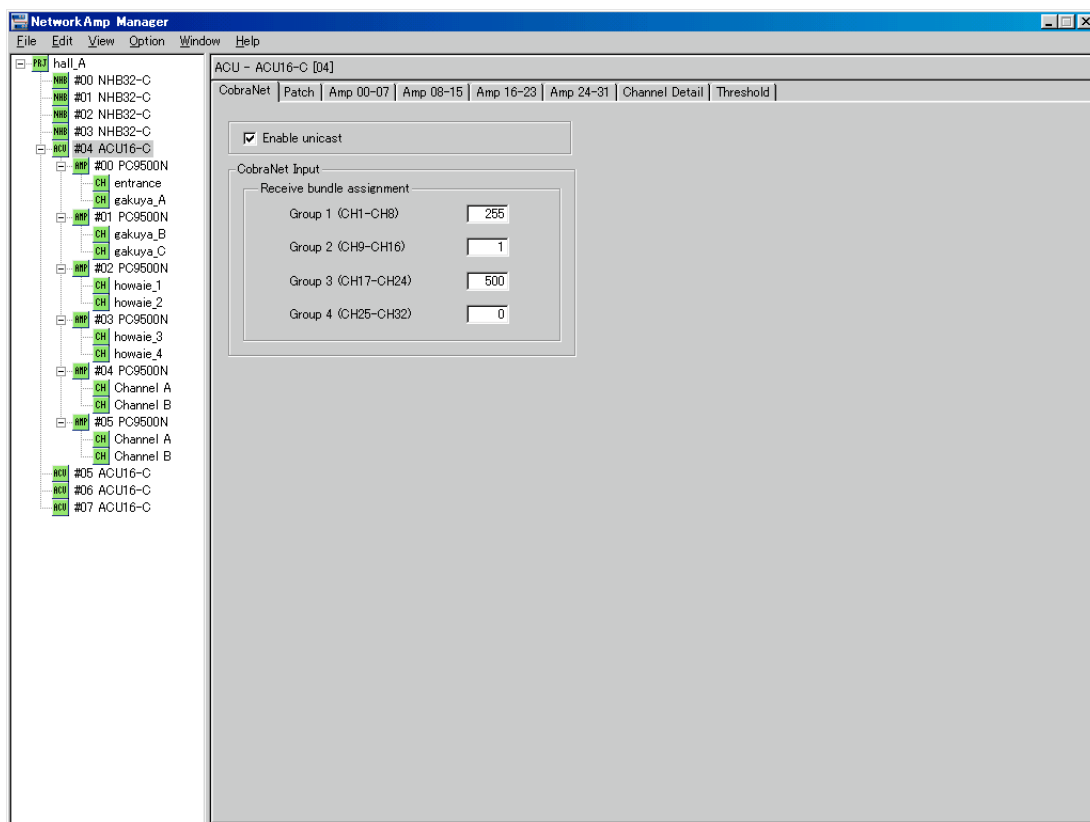 NetworkAmp Manager
File Edit View Option Window Help
PRJ hall_A
NHB #00 NHB32-C
NHB #01 NHB32-C
NHB #02 NHB32-C
NHB #03 NHB32-C
ACU #04 ACU16-C
AMP #00 PC9500N
CH entrance
CH gakuya_A
AMP #01 PC9500N
CH gakuya_B
CH gakuya_C
AMP #02 PC9500N
CH howaie_1
CH howaie_2
AMP #03 PC9500N
CH howaie_3
CH howaie_4
AMP #04 PC9500N
CH Channel A
CH Channel B
AMP #05 PC9500N
CH Channel A
CH Channel B
ACU #05 ACU16-C
ACU #06 ACU16-C
ACU #07 ACU16-C
ACU - ACU16-C [04]
CobraNet Patch Amp 00-07 Amp 08-15 Amp 16-23 Amp 24-31 Channel Detail Threshold
Enable unicast
CobraNet Input
Receive bundle assignment
Group 1 (CH1-CH8) 255
Group 2 (CH9-CH16) 1
Group 3 (CH17-CH24) 500
Group 4 (CH25-CH32) 0